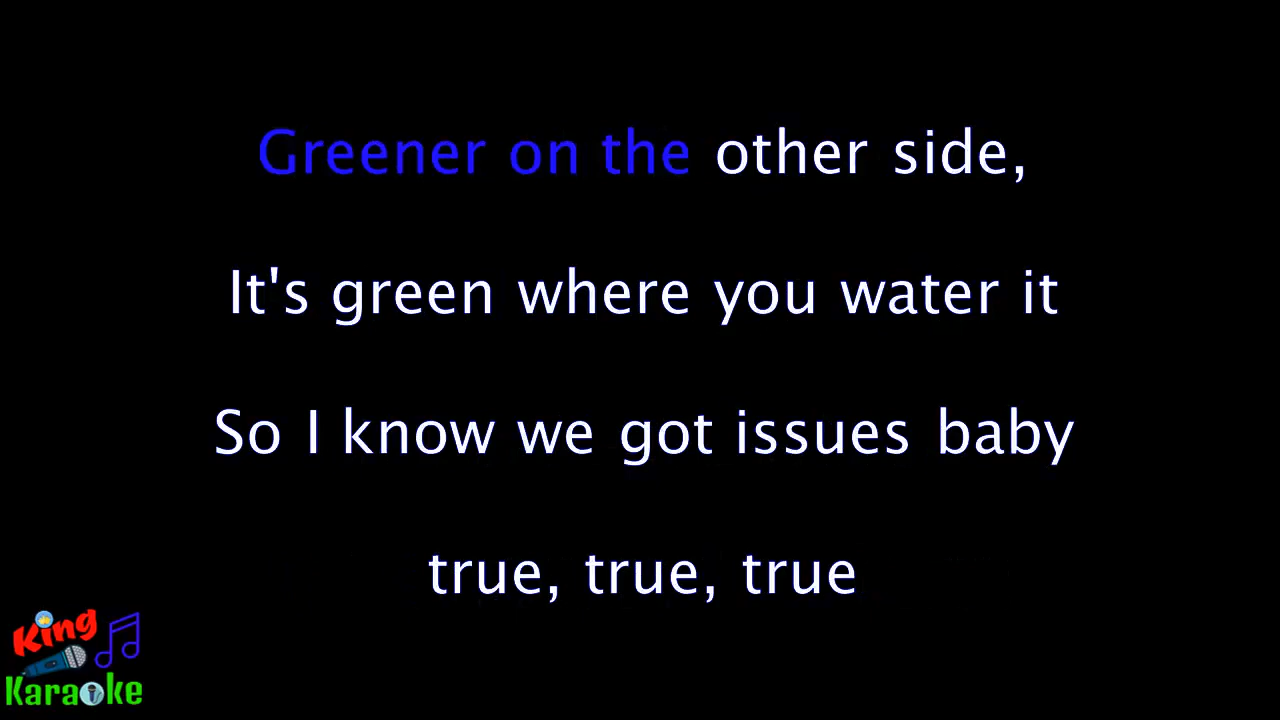 Greener on the other side,
It's green where you water it
So I know we got issues baby
true, true, true
King
Karaoke